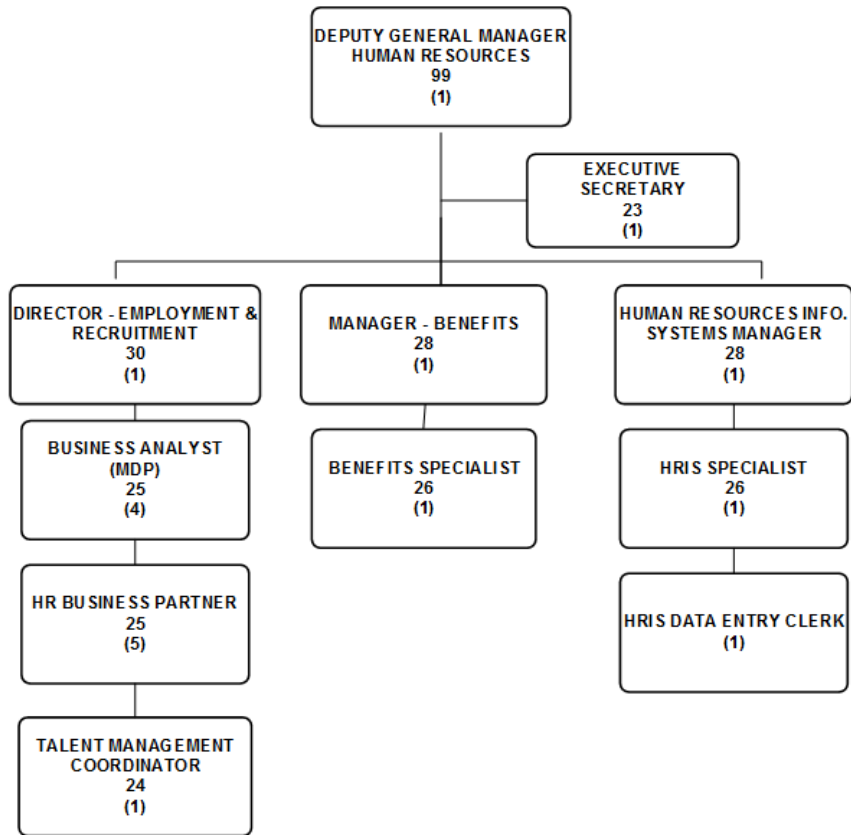 DEPUTY GENERAL MANAGER
HUMAN RESOURCES
99
(1)
EXECUTIVE
SECRETARY
23
(1)
DIRECTOR - EMPLOYMENT &
RECRUITMENT
30
(1)
MANAGER - BENEFITS
28
(1)
HUMAN RESOURCES INFO.
SYSTEMS MANAGER
28
(1)
BUSINESS ANALYST
(MDP)
25
(4)
BENEFITS SPECIALIST
26
(1)
HRIS SPECIALIST
26
(1)
HR BUSINESS PARTNER
25
(5)
HRIS DATA ENTRY CLERK
(1)
TALENT MANAGEMENT
COORDINATOR
24
(1)